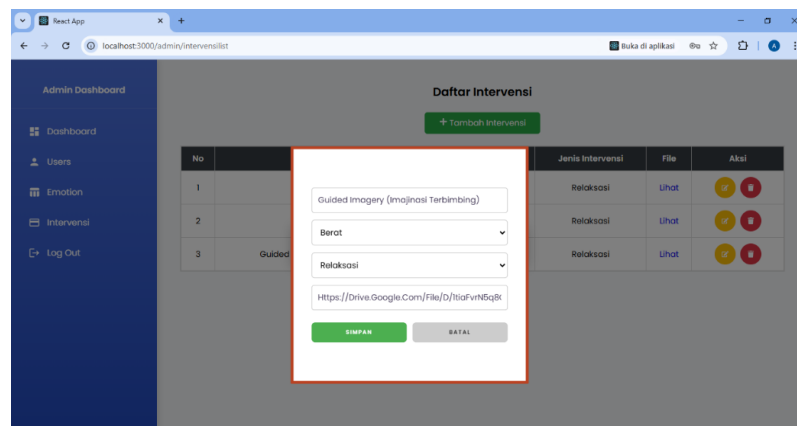 React App
localhost:3000/admin/intervensilist
Buka di aplikasi
A
Admin Dashboard
Dashboard
Users
Emotion
Intervensi
Log Out
Daftar Intervensi
+ Tambah Intervensi
No Jenis Intervensi File Aksi
1 Relaksasi Lihat
2 Relaksasi Lihat
3 Guided Relaksasi Lihat
Guided Imagery (Imajinasi Terbimbing)
Berat
Relaksasi
Https://Drive.Google.Com/File/D/1tiaFvrN5q8(
SIMPAN BATAL